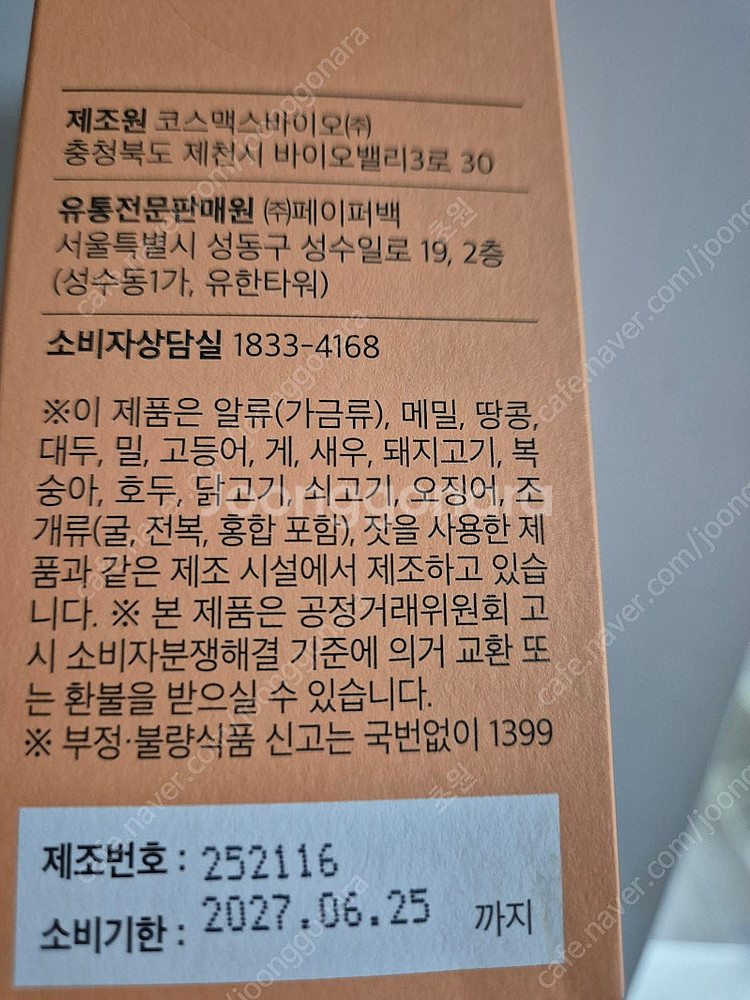 제조원 코스맥스바이오㈜
충청북도 제천시 바이오밸리3로 30
유통전문판매원 ㈜페이퍼백
서울특별시 성동구 성수일로 19, 2층
(성수동1가, 유한타워)
소비자상담실 1833-4168
※이 제품은 알류(가금류), 메밀, 땅콩,
대두, 밀, 고등어, 게, 새우, 돼지고기, 복
숭아, 호두, 닭고기, 쇠고기, 오징어, 조
개류(굴, 전복, 홍합 포함), 잣을 사용한 제
품과 같은 제조 시설에서 제조하고 있습
니다. ※ 본 제품은 공정거래위원회 고
시 소비자분쟁해결 기준에 의거 교환 또
는 환불을 받으실 수 있습니다.
※ 부정·불량식품 신고는 국번없이 1399
제조번호 : 252116
소비기한 : 2027.06.25 까지
joonggonara
초원
cafe.naver.com/joonggonara